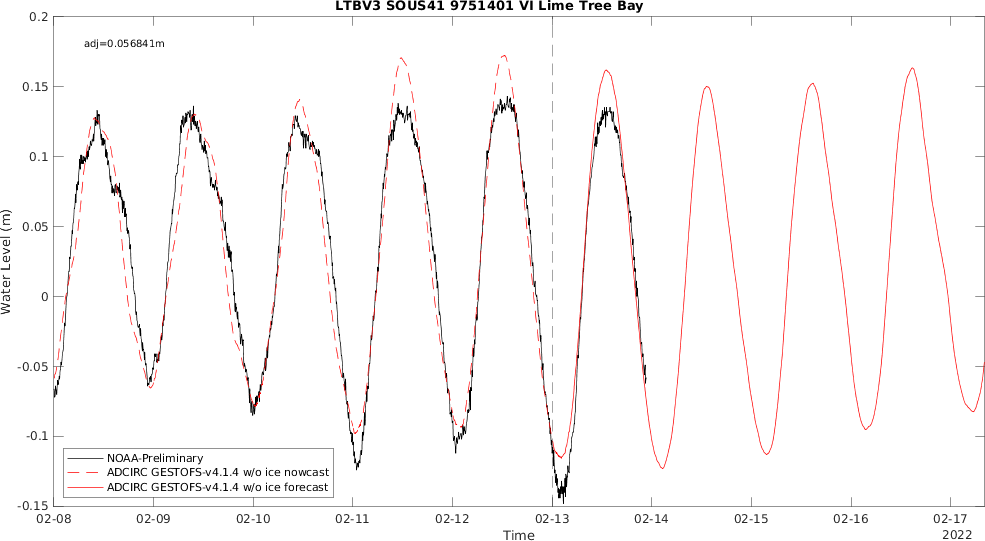 LTBV3 SOUS41 9751401 VI Lime Tree Bay
adj=0.056841m
Water Level (m)
0.2
0.15
0.1
0.05
0
-0.05
-0.1
-0.15
NOAA-Preliminary
ADCIRC GESTOFS-v4.1.4 w/o ice nowcast
ADCIRC GESTOFS-v4.1.4 w/o ice forecast
02-08 02-09 02-10 02-11 02-12 02-13 02-14 02-15 02-16 02-17
Time
2022